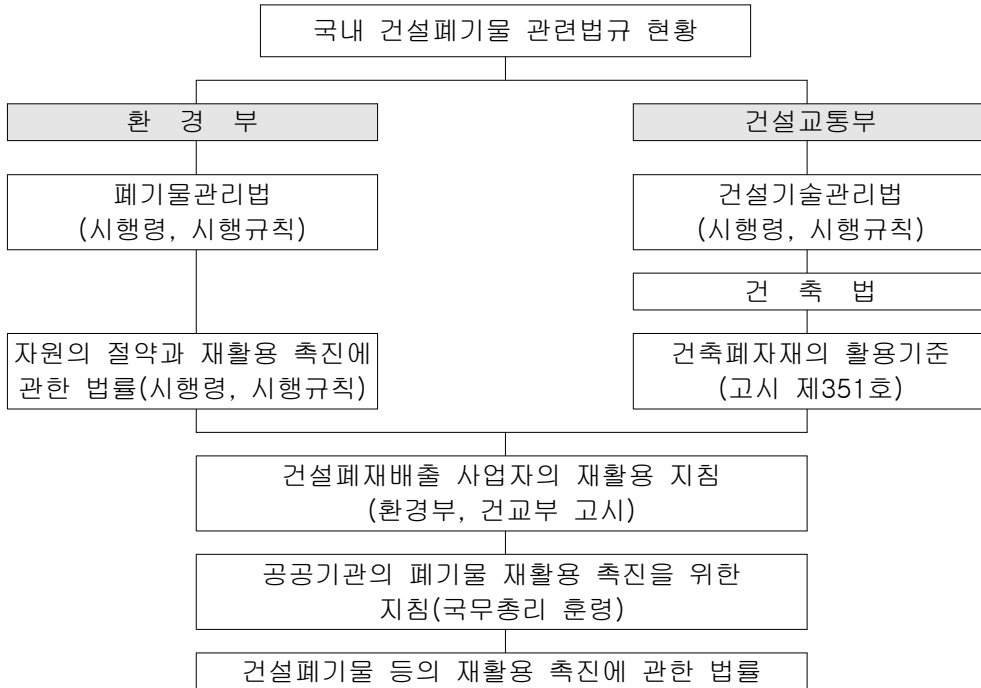 국내 건설폐기물 관련법규 현황
환 경 부
건설교통부
폐기물관리법
(시행령, 시행규칙)
건설기술관리법
(시행령, 시행규칙)
건 축 법
자원의 절약과 재활용 촉진에
관한 법률(시행령, 시행규칙)
건축폐자재의 활용기준
(고시 제351호)
건설폐재배출 사업자의 재활용 지침
(환경부, 건교부 고시)
공공기관의 폐기물 재활용 촉진을 위한
지침(국무총리 훈령)
건설폐기물 등의 재활용 촉진에 관한 법률